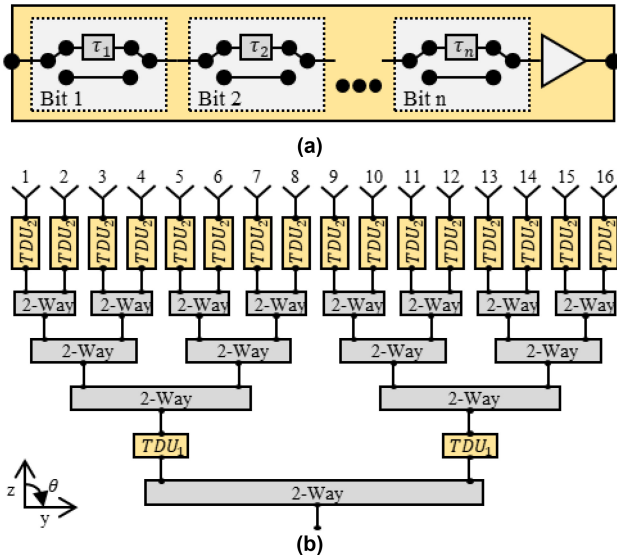 τ1 τ2 τn
Bit 1 Bit 2 Bit n
(a)
1 2 3 4 5 6 7 8 9 10 11 12 13 14 15 16
TDU2 TDU2 TDU2 TDU2 TDU2 TDU2 TDU2 TDU2 TDU2 TDU2 TDU2 TDU2 TDU2 TDU2 TDU2 TDU2
2-Way 2-Way 2-Way 2-Way 2-Way 2-Way 2-Way 2-Way
2-Way 2-Way 2-Way 2-Way
2-Way 2-Way
TDU1 TDU1
z θ
2-Way
y
(b)